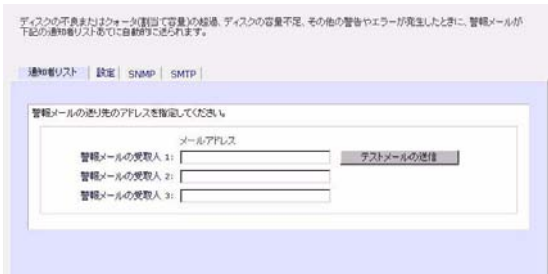 ディスクの不良またはクォータ(割当て容量)の超過、ディスクの容量不足、その他の警告やエラーが発生したときに、警報メールが
下記の通知者リストあてに自動的に送られます。
通知者リスト 設定 SNMP SMTP
警報メールの送り先のアドレスを指定してください。
メールアドレス
警報メールの受取人 1: テストメールの送信
警報メールの受取人 2:
警報メールの受取人 3: